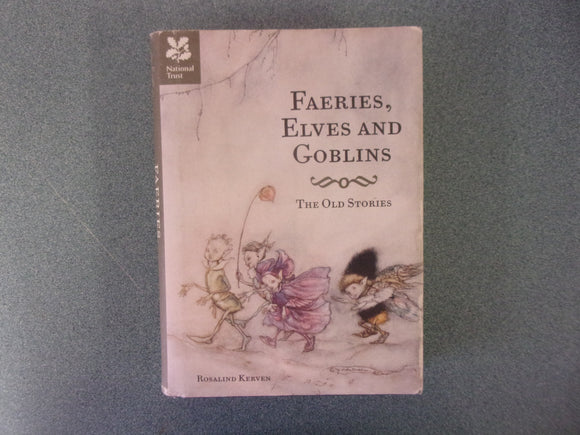 National
Trust
FAERIES,
ELVES AND
GOBLINS
THE OLD STORIES
ROSALIND KERVEN
FAERIES